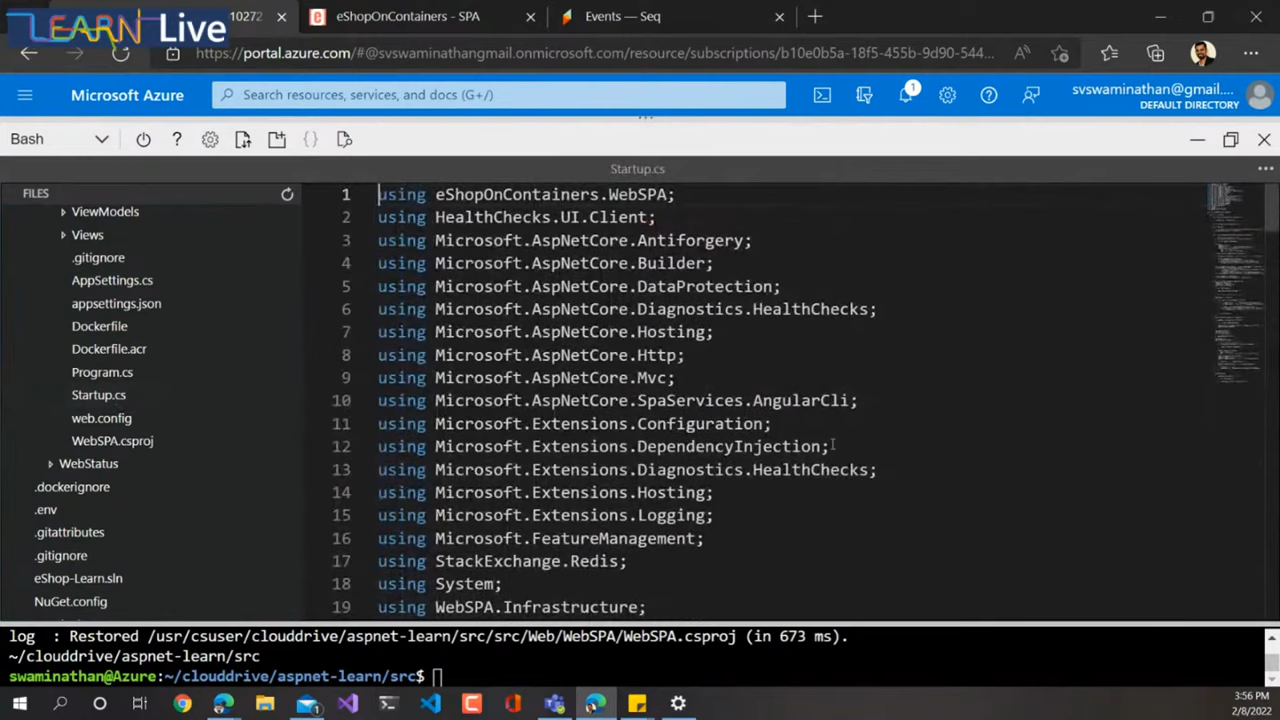 LEARN Live
10272
eShopOnContainers - SPA
Events — Seq
https://portal.azure.com/#@svswaminathangmail.onmicrosoft.com/resource/subscriptions/b10e0b5a-18f5-455b-9d90-544...
Microsoft Azure
Search resources, services, and docs (G+/)
1
svswaminathan@gmail....
DEFAULT DIRECTORY
Bash
Startup.cs
FILES
ViewModels
Views
.gitignore
AppSettings.cs
appsettings.json
Dockerfile
Dockerfile.acr
Program.cs
Startup.cs
web.config
WebSPA.csproj
WebStatus
.dockerignore
.env
.gitattributes
.gitignore
eShop-Learn.sln
NuGet.config
1 using eShopOnContainers.WebSPA;
2 using HealthChecks.UI.Client;
3 using Microsoft.AspNetCore.Antiforgery;
4 using Microsoft.AspNetCore.Builder;
5 using Microsoft.AspNetCore.DataProtection;
6 using Microsoft.AspNetCore.Diagnostics.HealthChecks;
7 using Microsoft.AspNetCore.Hosting;
8 using Microsoft.AspNetCore.Http;
9 using Microsoft.AspNetCore.Mvc;
10 using Microsoft.AspNetCore.SpaServices.AngularCli;
11 using Microsoft.Extensions.Configuration;
12 using Microsoft.Extensions.DependencyInjection;
13 using Microsoft.Extensions.Diagnostics.HealthChecks;
14 using Microsoft.Extensions.Hosting;
15 using Microsoft.Extensions.Logging;
16 using Microsoft.FeatureManagement;
17 using StackExchange.Redis;
18 using System;
19 using WebSPA.Infrastructure;
log : Restored /usr/csuser/clouddrive/aspnet-learn/src/src/Web/WebSPA/WebSPA.csproj (in 673 ms).
~/clouddrive/aspnet-learn/src
swaminathan@Azure:~/clouddrive/aspnet-learn/src$
3:56 PM
2/8/2022